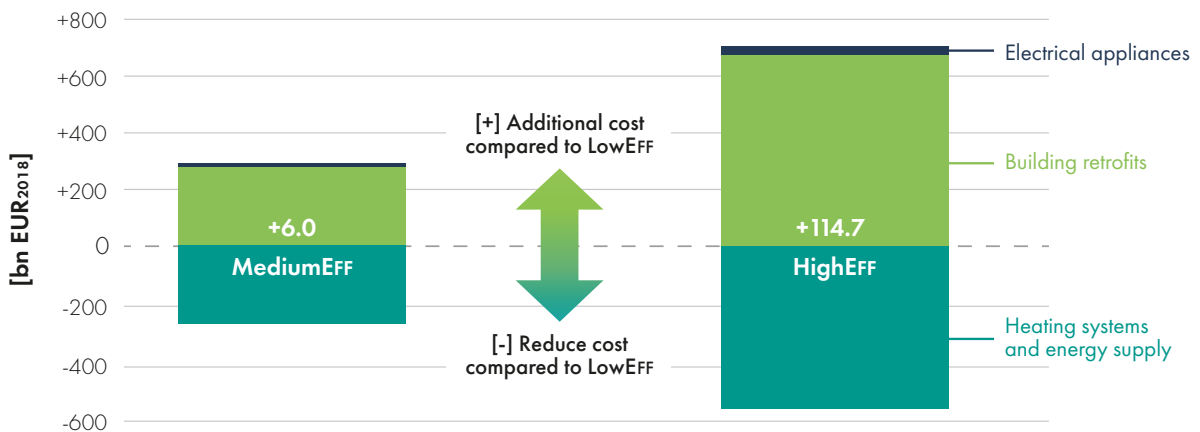 [bn EUR2018]
+800
+600
+400
+200
0
-200
-400
-600
+6.0
MediumEFF
[+] Additional cost
compared to LowEFF
[-] Reduce cost
compared to LowEFF
+114.7
HighEFF
Electrical appliances
Building retrofits
Heating systems
and energy supply